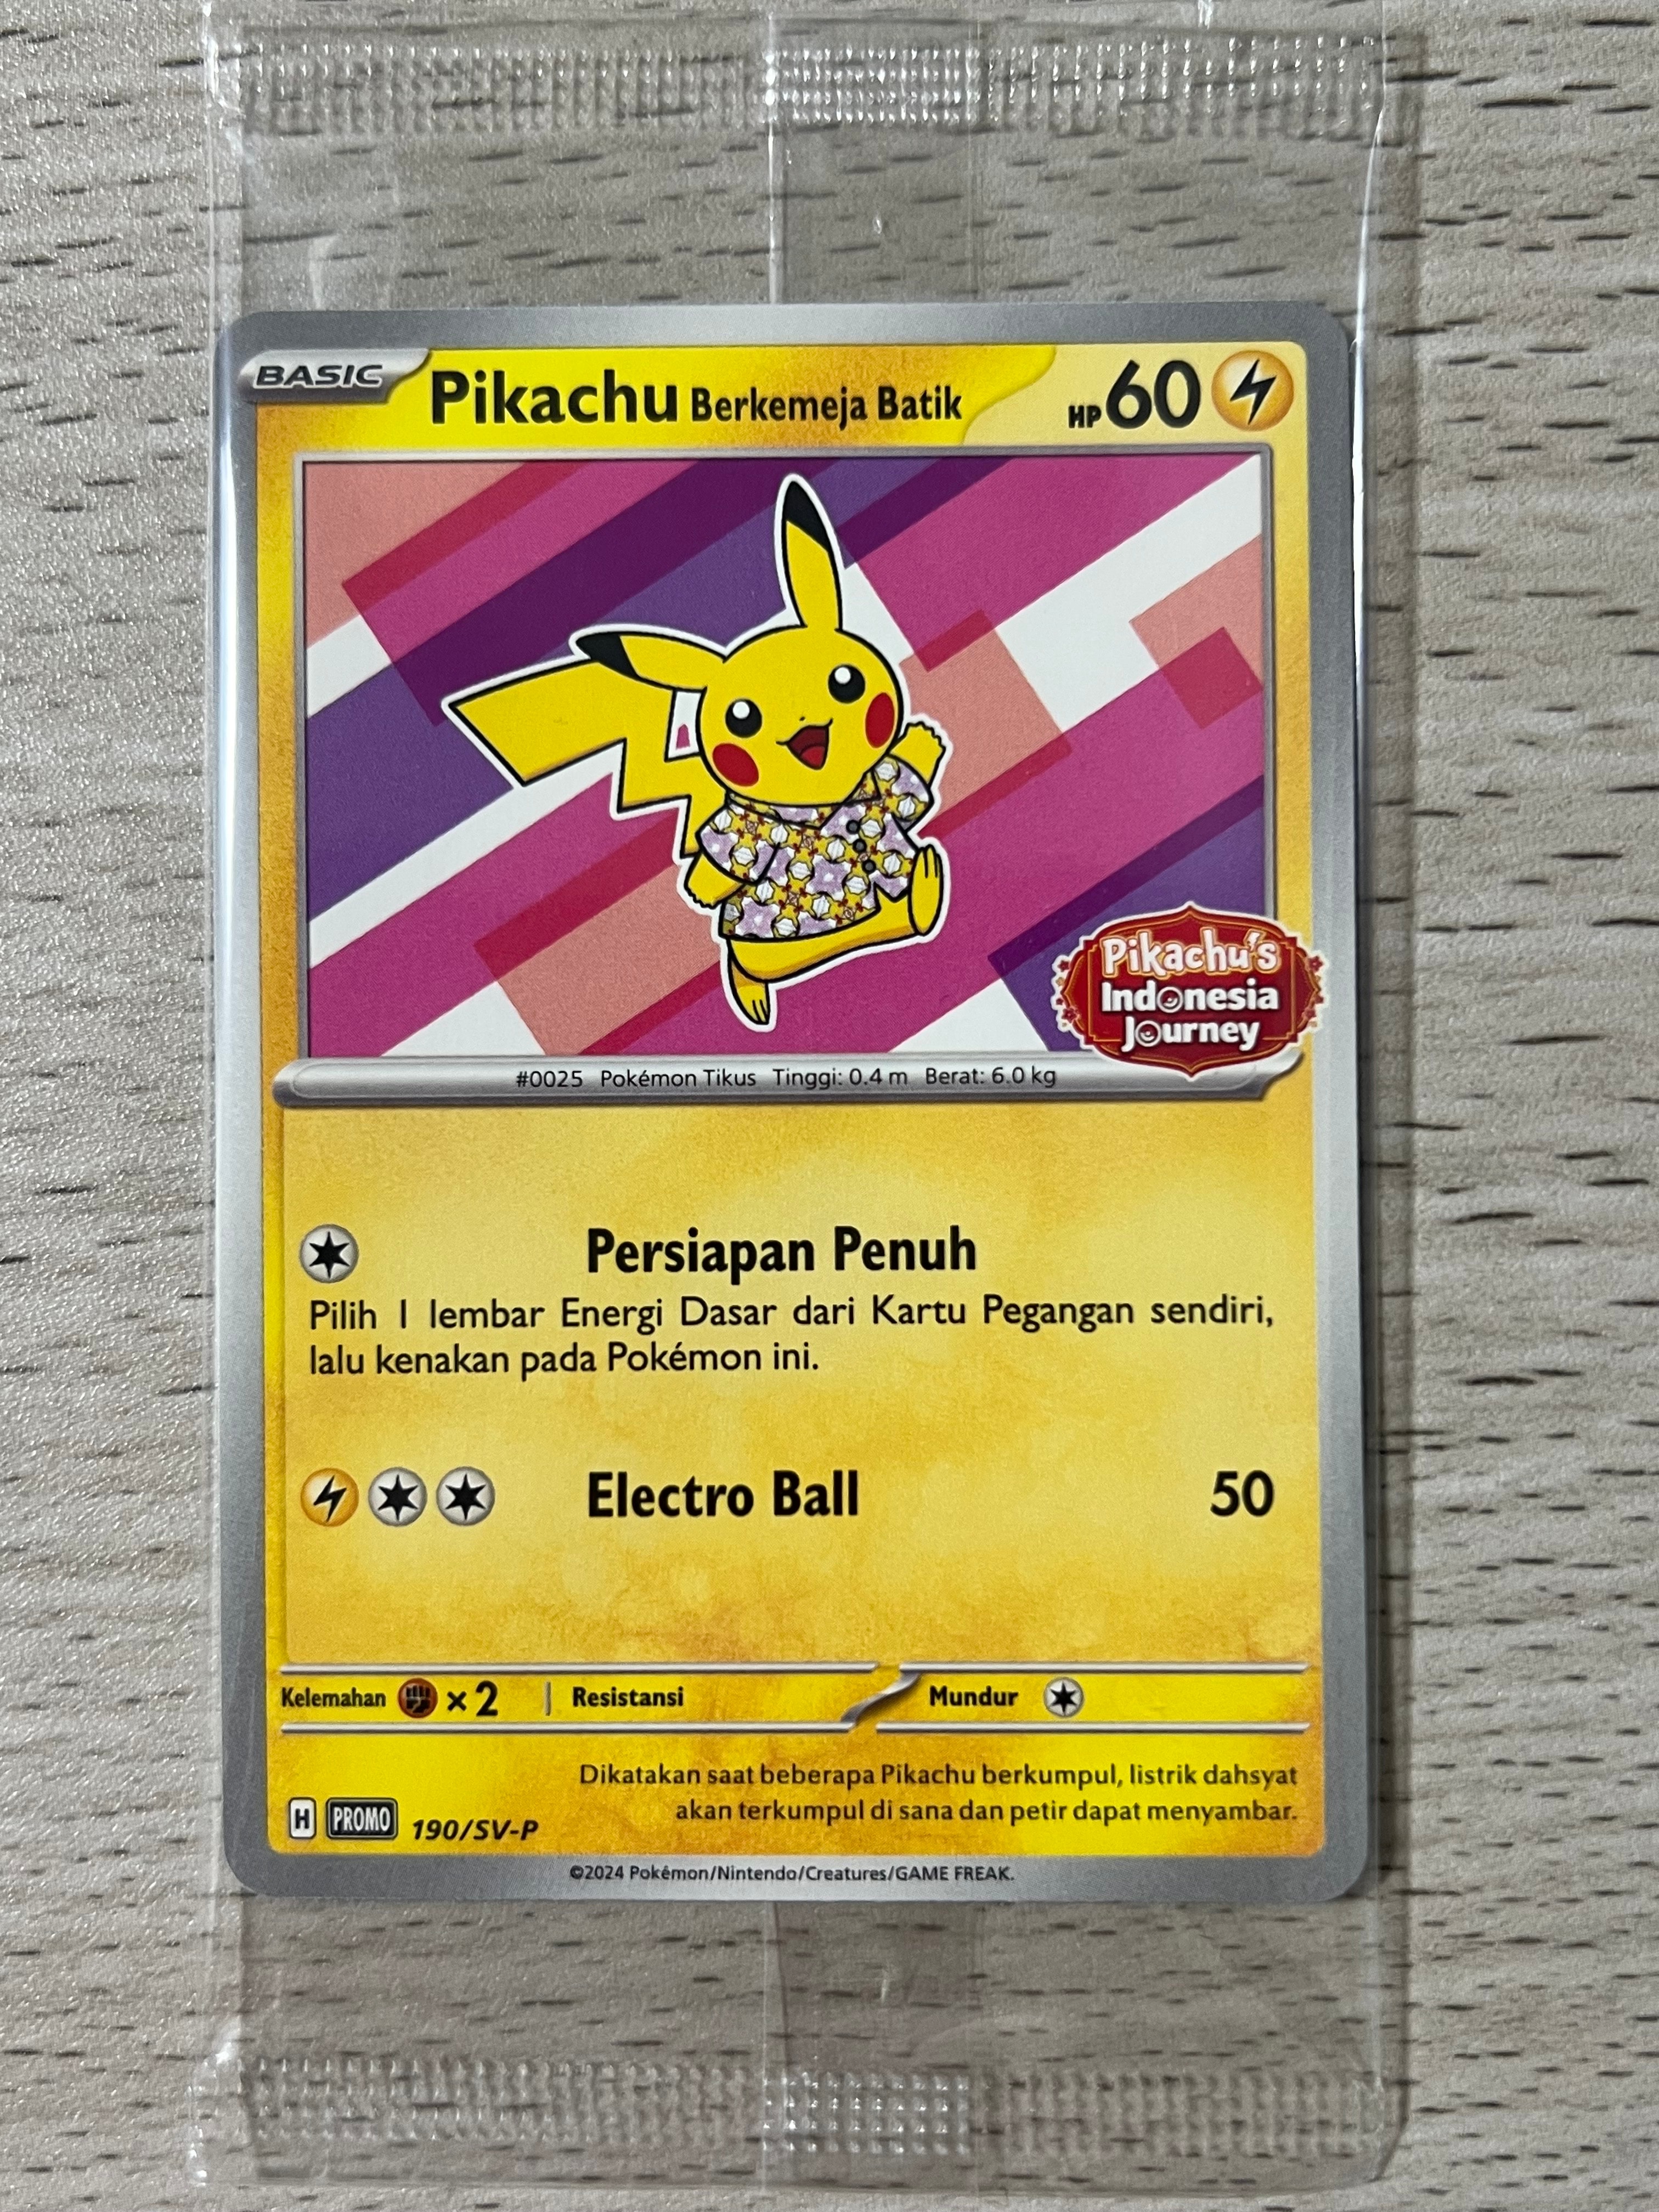 BASIC
Pikachu Berkemeja Batik
HP 60
Pikachu's
Indonesia
Journey
#0025 Pokémon Tikus Tinggi: 0.4 m Berat: 6.0 kg
Persiapan Penuh
Pilih 1 lembar Energi Dasar dari Kartu Pegangan sendiri,
lalu kenakan pada Pokémon ini.
Electro Ball 50
Kelemahan ×2 Resistansi Mundur
Dikatakan saat beberapa Pikachu berkumpul, listrik dahsyat
akan terkumpul di sana dan petir dapat menyambar.
H PROMO 190/SV-P
©2024 Pokémon/Nintendo/Creatures/GAME FREAK.